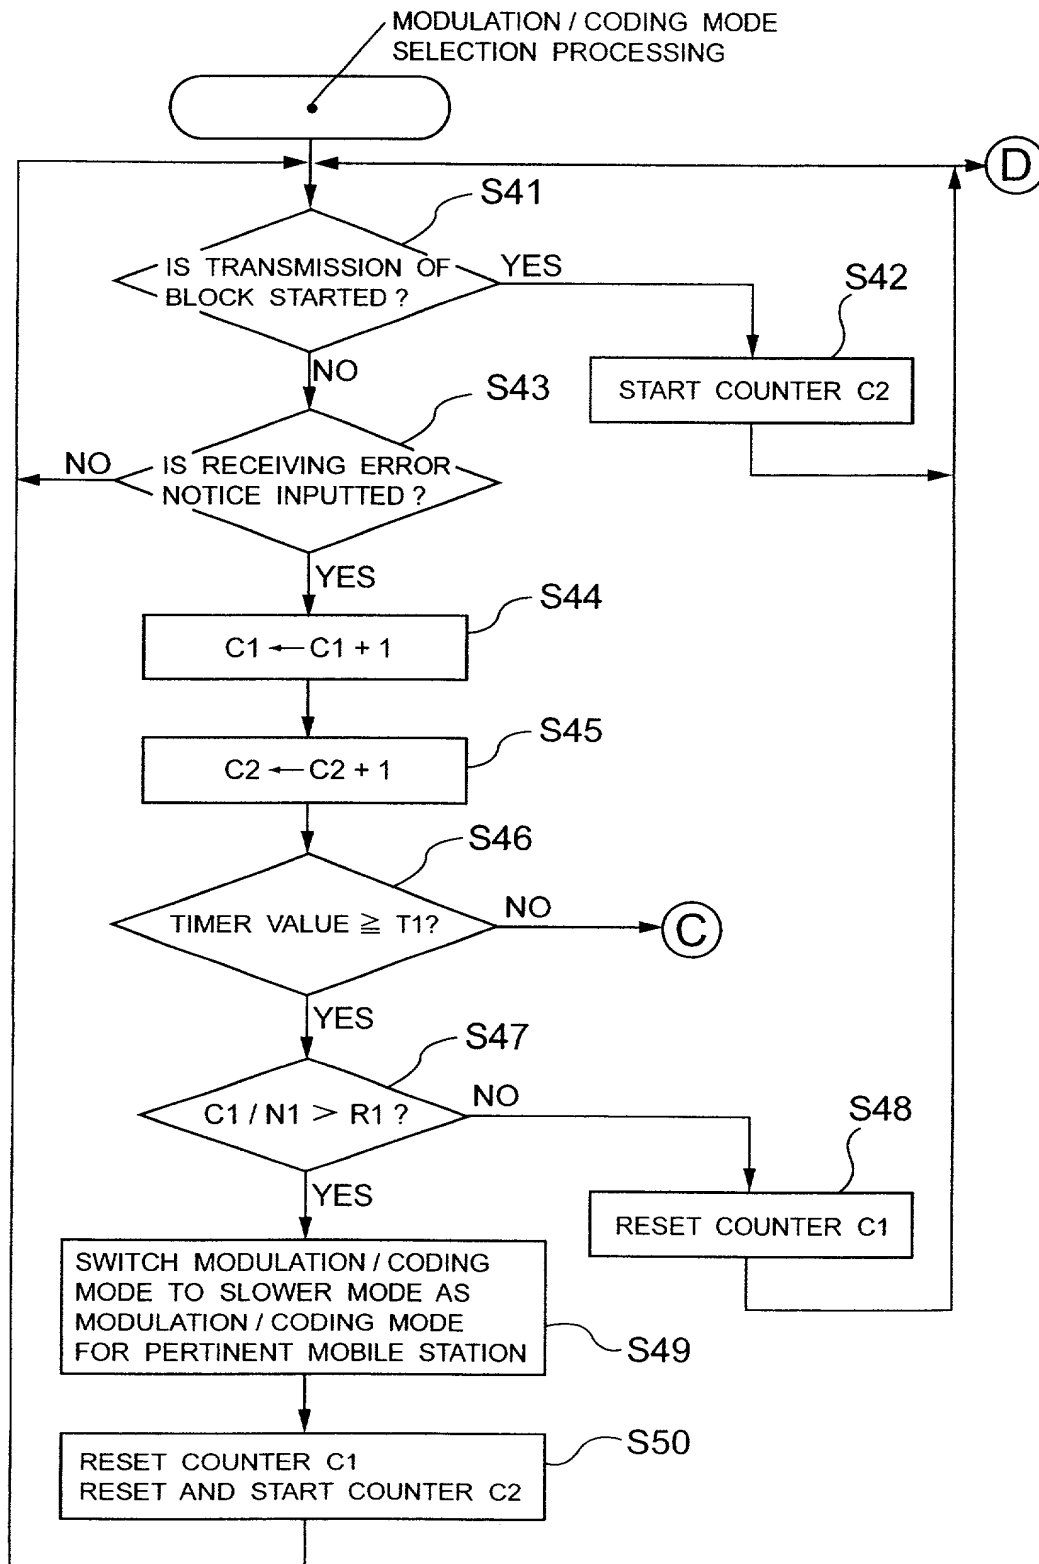 MODULATION / CODING MODE
SELECTION PROCESSING
D
S41
IS TRANSMISSION OF
BLOCK STARTED ?
YES
S42
START COUNTER C2
NO
S43
IS RECEIVING ERROR
NOTICE INPUTTED ?
NO
YES
S44
C1 ← C1 + 1
S45
C2 ← C2 + 1
S46
TIMER VALUE ≧ T1?
NO
C
YES
S47
C1 / N1 > R1 ?
NO
S48
RESET COUNTER C1
YES
SWITCH MODULATION / CODING
MODE TO SLOWER MODE AS
MODULATION / CODING MODE
FOR PERTINENT MOBILE STATION
S49
RESET COUNTER C1
RESET AND START COUNTER C2
S50